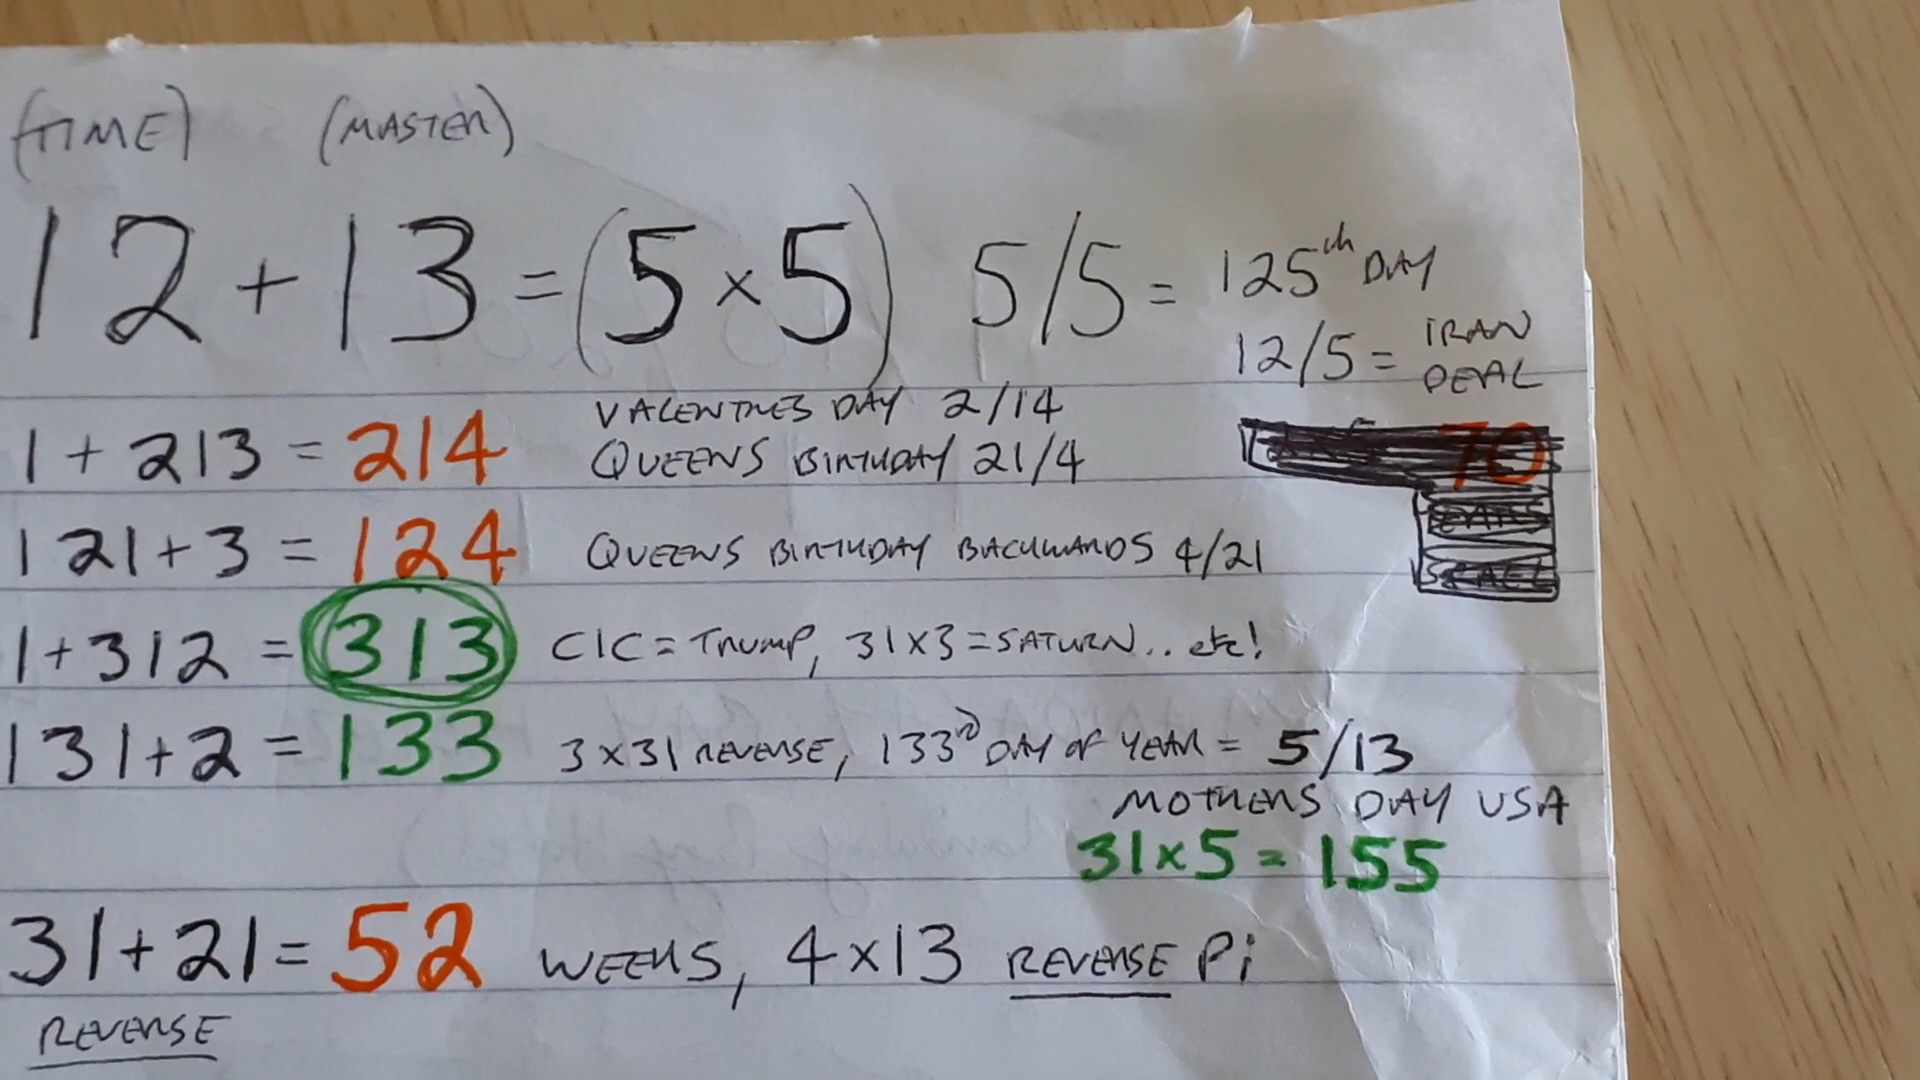 (TIME) (MASTER)
12 + 13 = (5 × 5) 5/5 = 125th DAY
12/5 = IRAN DEAL
1 + 213 = 214 VALENTINES DAY 2/14
QUEENS BIRTHDAY 21/4
70
121 + 3 = 124 QUEENS BIRTHDAY BACKWARDS 4/21
1 + 312 = 313 CIC = TRUMP, 31×3 = SATURN.. etc!
131 + 2 = 133 3×31 REVERSE, 133rd DAY OF YEAR = 5/13
MOTHERS DAY USA
31×5 = 155
31 + 21 = 52 WEEKS, 4×13 REVERSE Pi
REVERSE